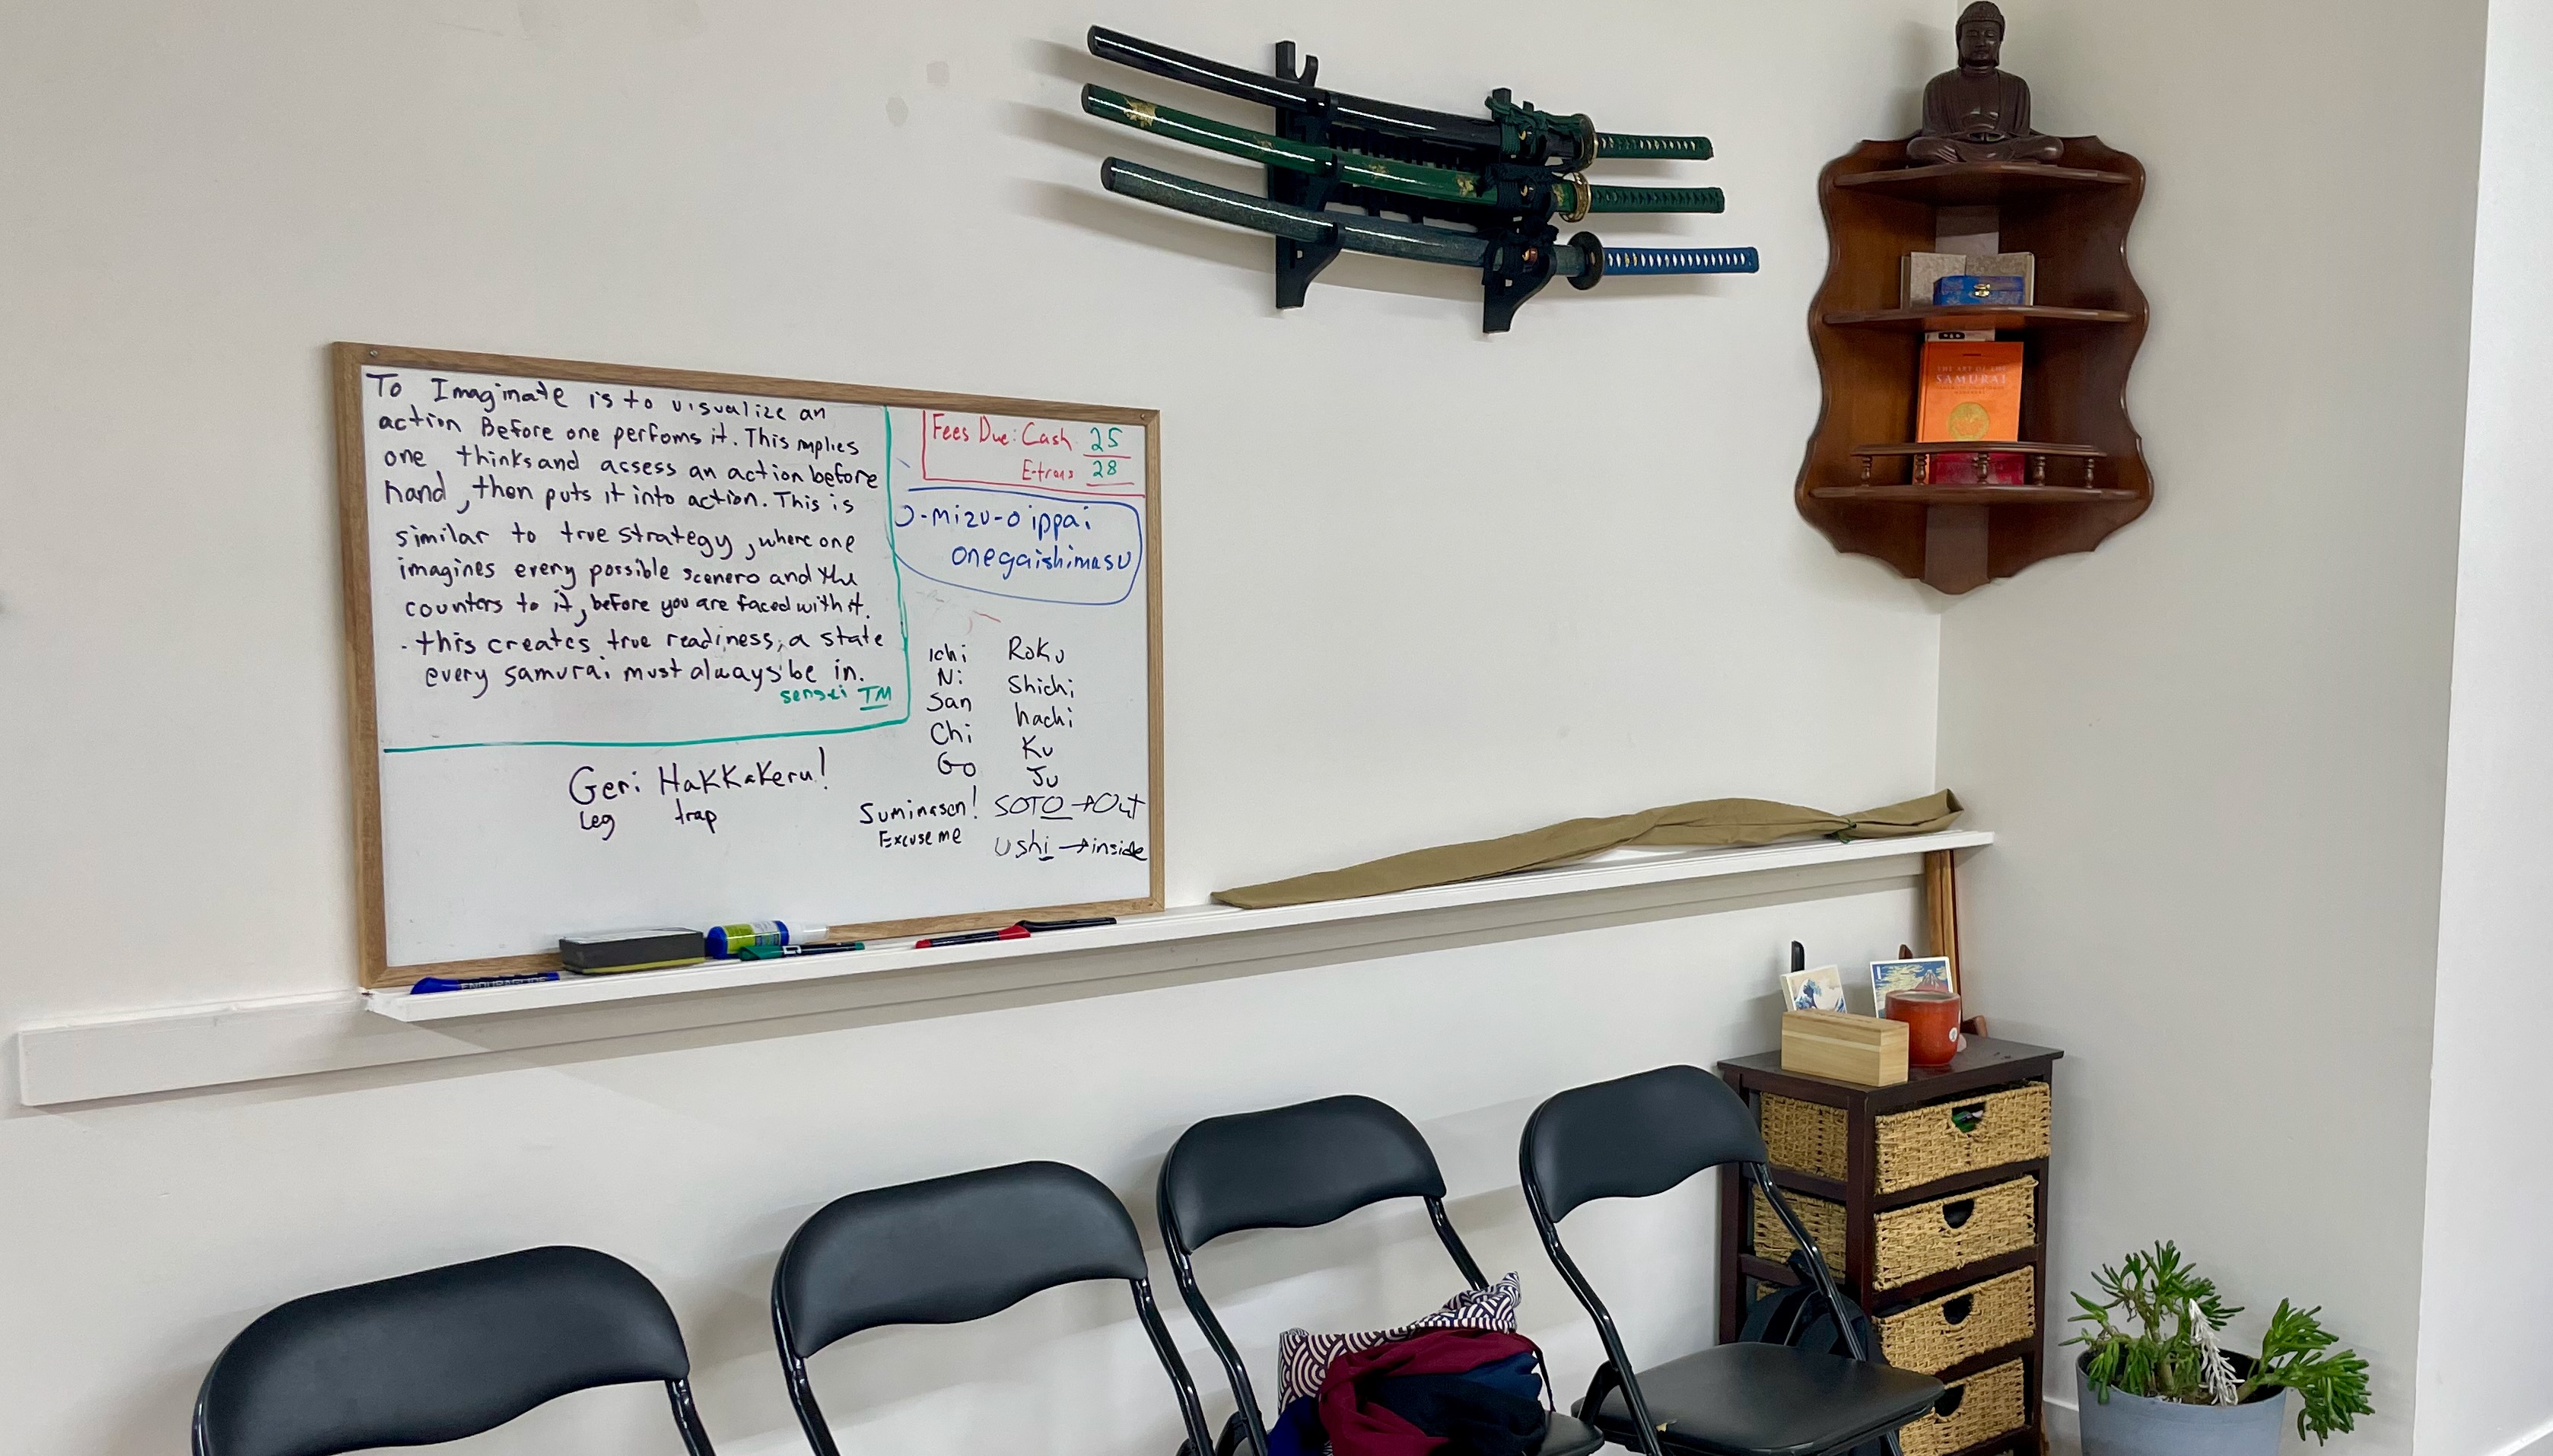 To Imaginate is to visualize an
action Before one perfoms it. This mplies
one, thinks and assess an action before
hand, then puts it into action. This is
similar to true strategy, where one
imagines every possible scenero and the
counters to it, before you are faced with it.
- this creates true readiness, a state
every samurai must always be in.
sensei TM
Fees Due: Cash 25
E-trans 28
O-mizu-o ippai
onegaishimasu
Ichi Roku
Ni Shichi
San hachi
Chi Ku
Go Ju
Geri Hakkakeru!
Leg trap
Suminasen!
Excuse me
SOTO → Out
Ushi → inside
THE ART OF THE
SAMURAI